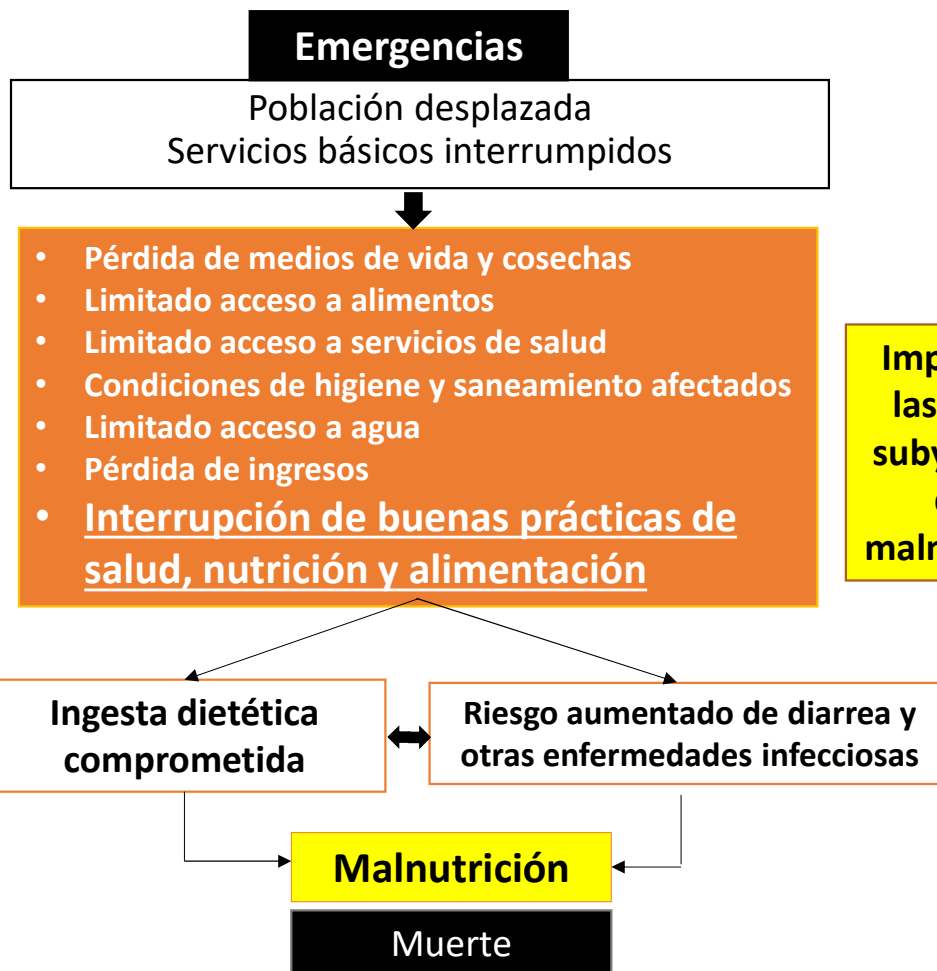 Emergencias
Población desplazada
Servicios básicos interrumpidos
• Pérdida de medios de vida y cosechas
• Limitado acceso a alimentos
• Limitado acceso a servicios de salud
• Condiciones de higiene y saneamiento afectados
• Limitado acceso a agua
• Pérdida de ingresos
• Interrupción de buenas prácticas de
salud, nutrición y alimentación
las
Ingesta dietética
comprometida
Riesgo aumentado de diarrea y
otras enfermedades infecciosas
Malnutrición
Muerte